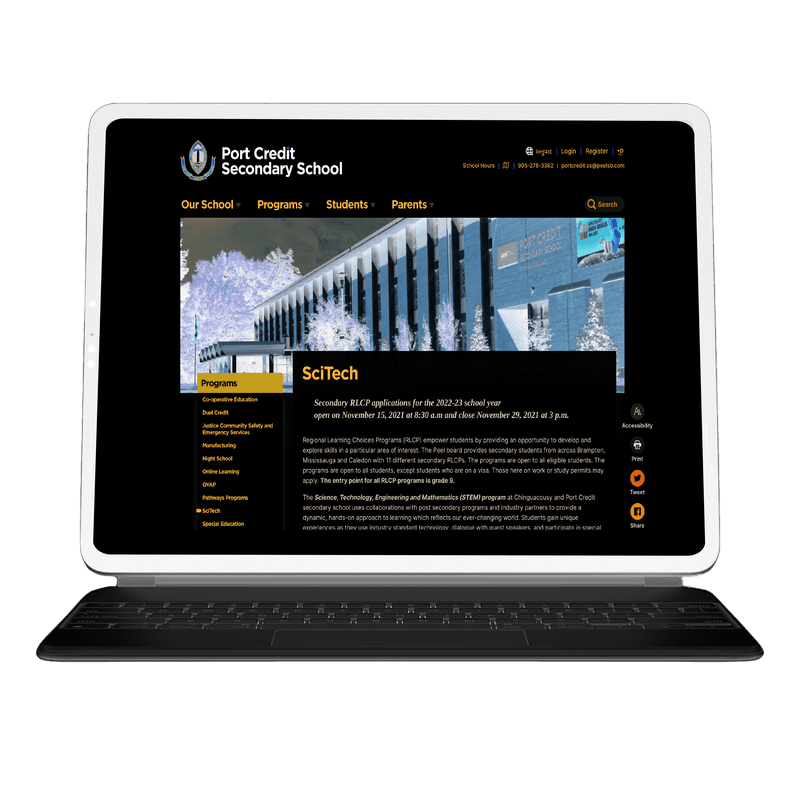 Port Credit
Secondary School
Login | Register
School Hours | | 905-278-3382 | portcredit.ss@peelsb.com
Our School Programs Students Parents
Search
PORT CREDIT
SECONDARY SCHOOL
SciTech
Programs
Secondary RLCP applications for the 2022-23 school year
open on November 15, 2021 at 8:30 a.m and close November 29, 2021 at 3 p.m.
Co-operative Education
Dual Credit
Justice Community Safety and
Emergency Services
Manufacturing
Night School
Online Learning
OYAP
Pathways Programs
SciTech
Special Education
Regional Learning Choices Programs (RLCP) empower students by providing an opportunity to develop and
explore skills in a particular area of interest. The Peel board provides secondary students from across Brampton,
Mississauga and Caledon with 11 different secondary RLCPs. The programs are open to all eligible students. The
programs are open to all students, except students who are on a visa. Those here on work or study permits may
apply. The entry point for all RLCP programs is grade 9.
The Science, Technology, Engineering and Mathematics (STEM) program at Chinguacousy and Port Credit
secondary school uses collaborations with post secondary programs and industry partners to provide a
dynamic, hands-on approach to learning which reflects our ever-changing world. Students gain unique
experiences as they use industry standard technology, dialogue with guest speakers, and participate in special
Accessibility
Print
Tweet
Share